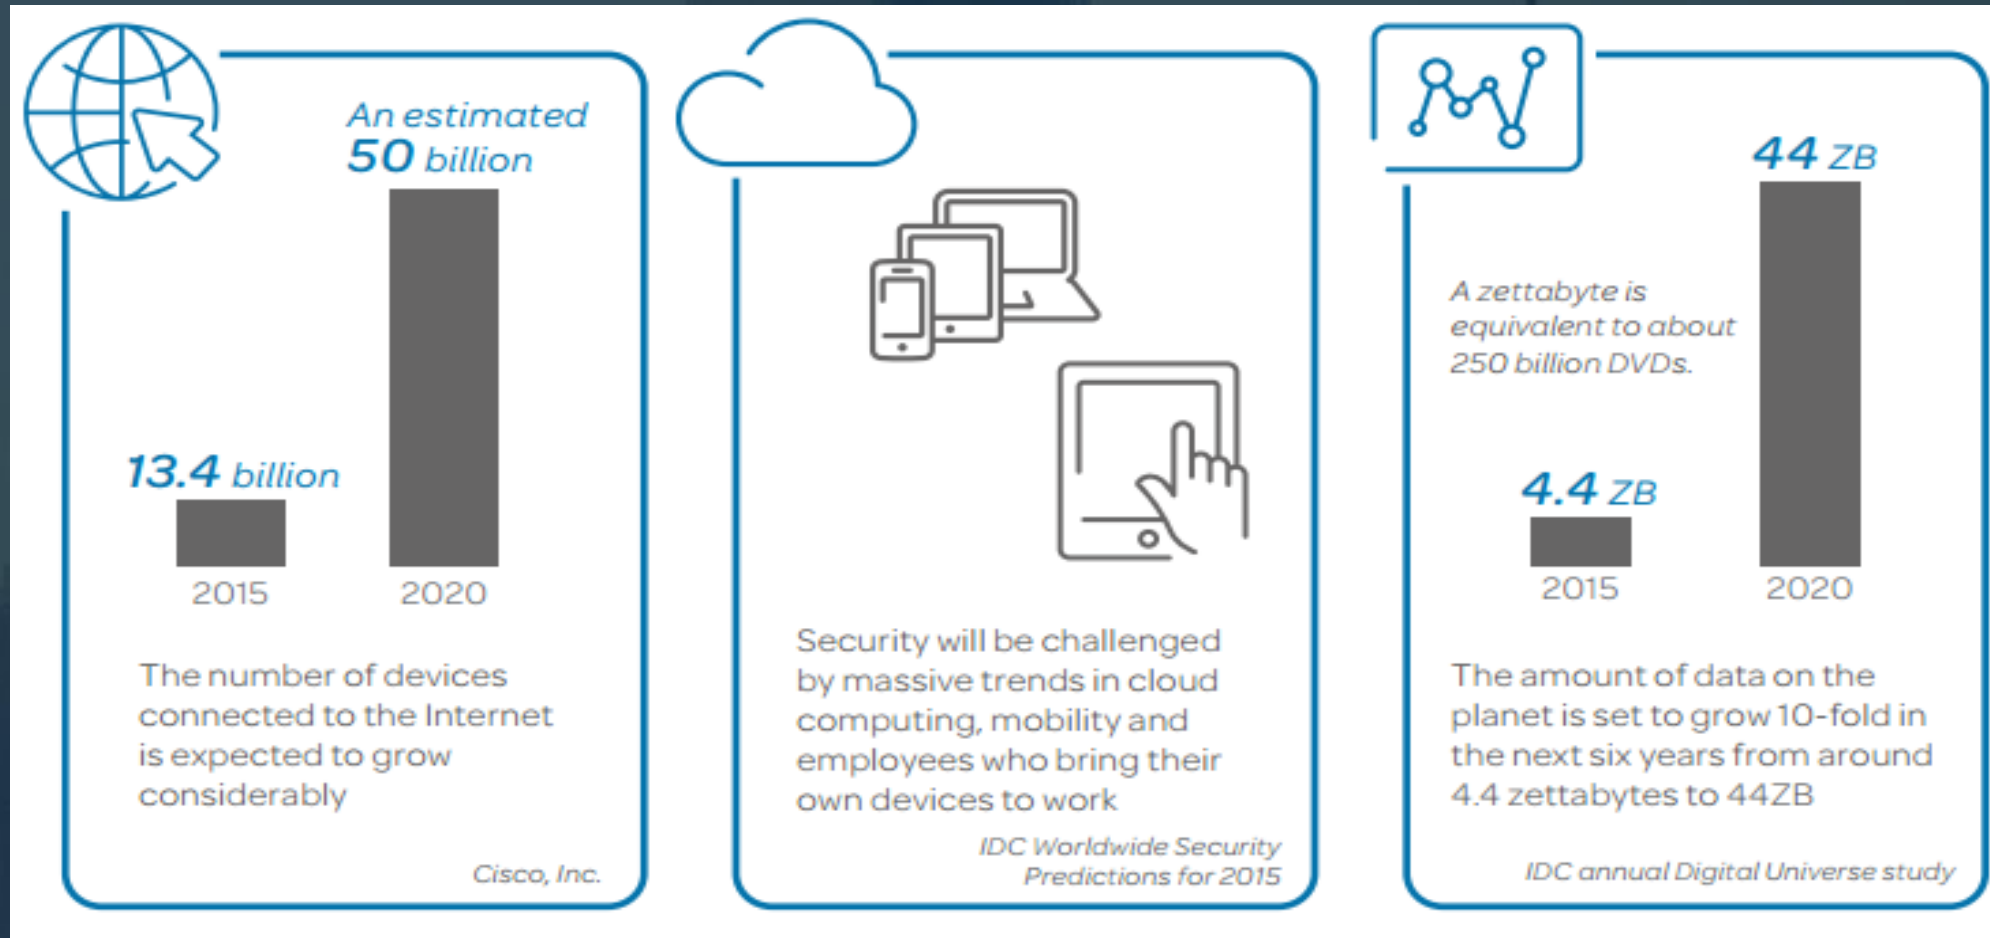 An estimated
50 billion
13.4 billion
2015
2020
The number of devices
connected to the Internet
is expected to grow
considerably
Cisco, Inc.
Security will be challenged
by massive trends in cloud
computing, mobility and
employees who bring their
own devices to work
IDC Worldwide Security
Predictions for 2015
44 ZB
A zettabyte is
equivalent to about
250 billion DVDs.
4.4 ZB
2015
2020
The amount of data on the
planet is set to grow 10-fold in
the next six years from around
4.4 zettabytes to 44ZB
IDC annual Digital Universe study